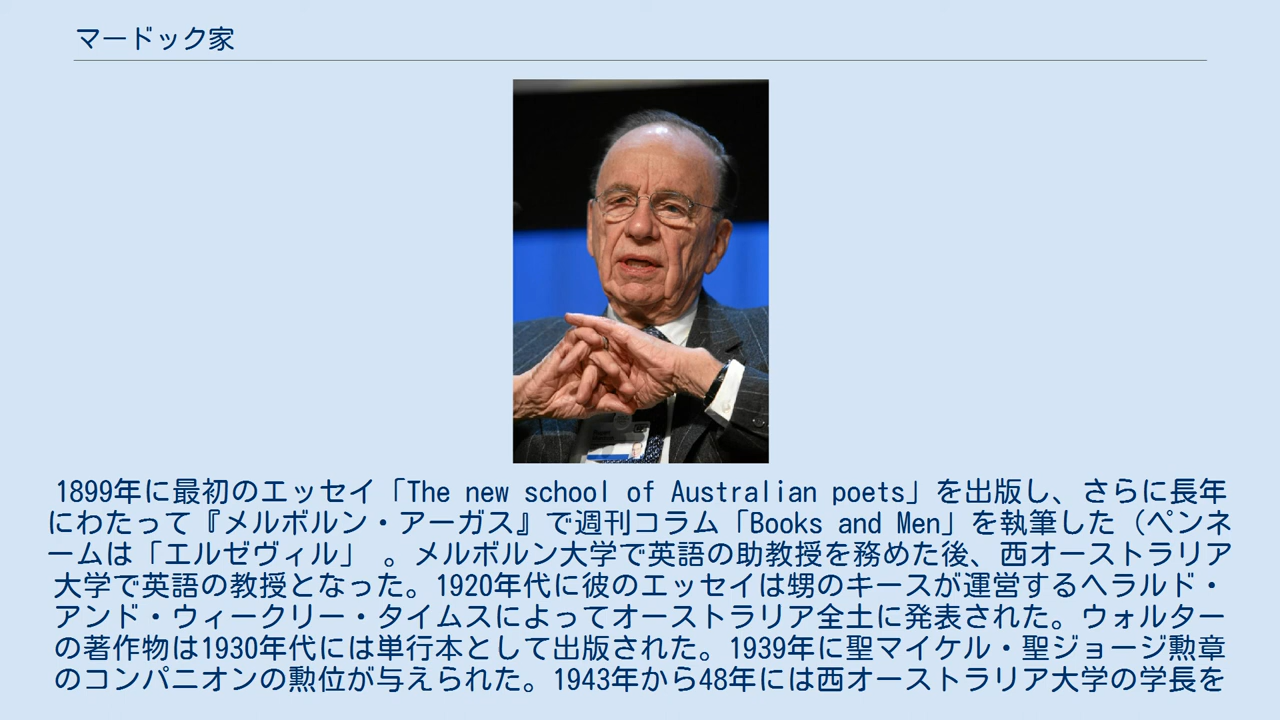 マードック家
1899年に最初のエッセイ「The new school of Australian poets」を出版し、さらに長年
にわたって『メルボルン・アーガス』で週刊コラム「Books and Men」を執筆した（ペンネ
ームは「エルゼヴィル」 。メルボルン大学で英語の助教授を務めた後、西オーストラリア
大学で英語の教授となった。1920年代に彼のエッセイは甥のキースが運営するヘラルド・
アンド・ウィークリー・タイムスによってオーストラリア全土に発表された。ウォルター
の著作物は1930年代には単行本として出版された。1939年に聖マイケル・聖ジョージ勲章
のコンパニオンの勲位が与えられた。1943年から48年には西オーストラリア大学の学長を